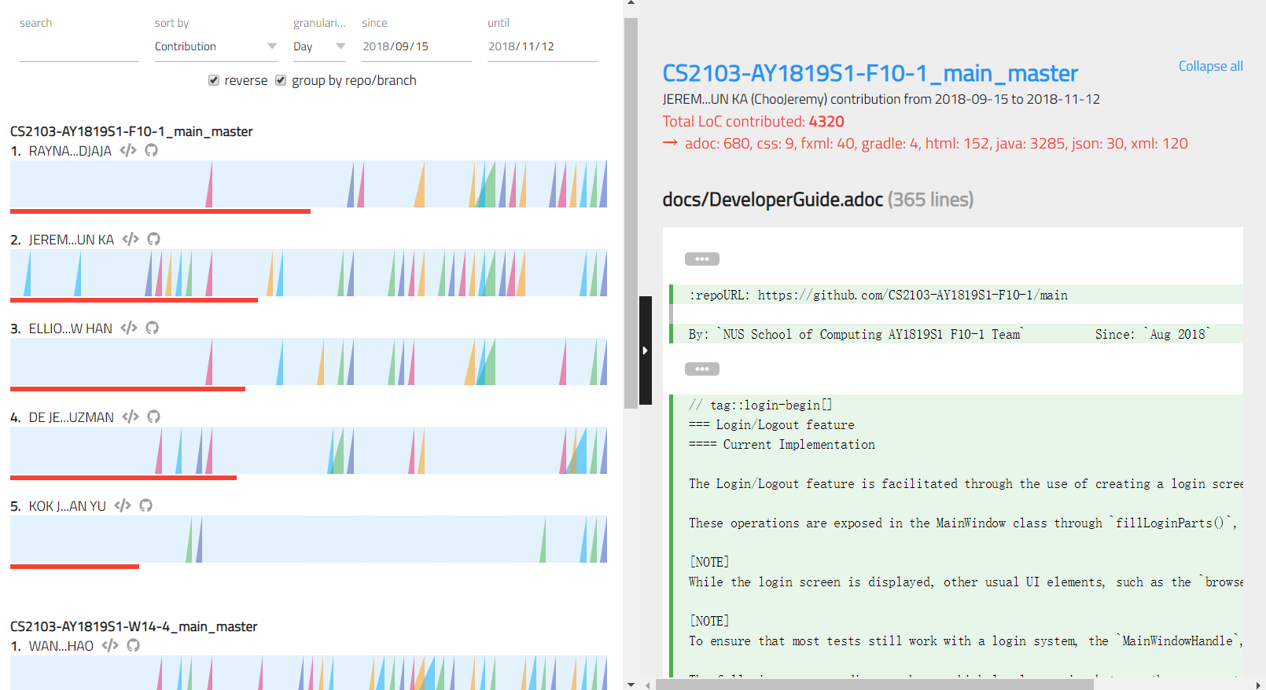 search
sort by
granulari...
since
until
Contribution
Day
2018/09/15
2018/11/12
reverse
group by repo/branch
CS2103-AY1819S1-F10-1_main_master
1. RAYNA...DJAJA </>
2. JEREM...UN KA </>
3. ELLIO...W HAN </>
4. DE JE...UZMAN </>
5. KOK J...AN YU </>
CS2103-AY1819S1-W14-4_main_master
1. WAN...HAO </>
CS2103-AY1819S1-F10-1_main_master
Collapse all
JEREM...UN KA (ChooJeremy) contribution from 2018-09-15 to 2018-11-12
Total LoC contributed: 4320
→ adoc: 680, css: 9, fxml: 40, gradle: 4, html: 152, java: 3285, json: 30, xml: 120
docs/DeveloperGuide.adoc (365 lines)
:repoURL: https://github.com/CS2103-AY1819S1-F10-1/main
By: `NUS School of Computing AY1819S1 F10-1 Team` Since: `Aug 2018`
// tag::login-begin[]
=== Login/Logout feature
==== Current Implementation
The Login/Logout feature is facilitated through the use of creating a login scree
These operations are exposed in the MainWindow class through `fillLoginParts()`,
[NOTE]
While the login screen is displayed, other usual UI elements, such as the `browse
[NOTE]
To ensure that most tests still work with a login system, the `MainWindowHandle`,